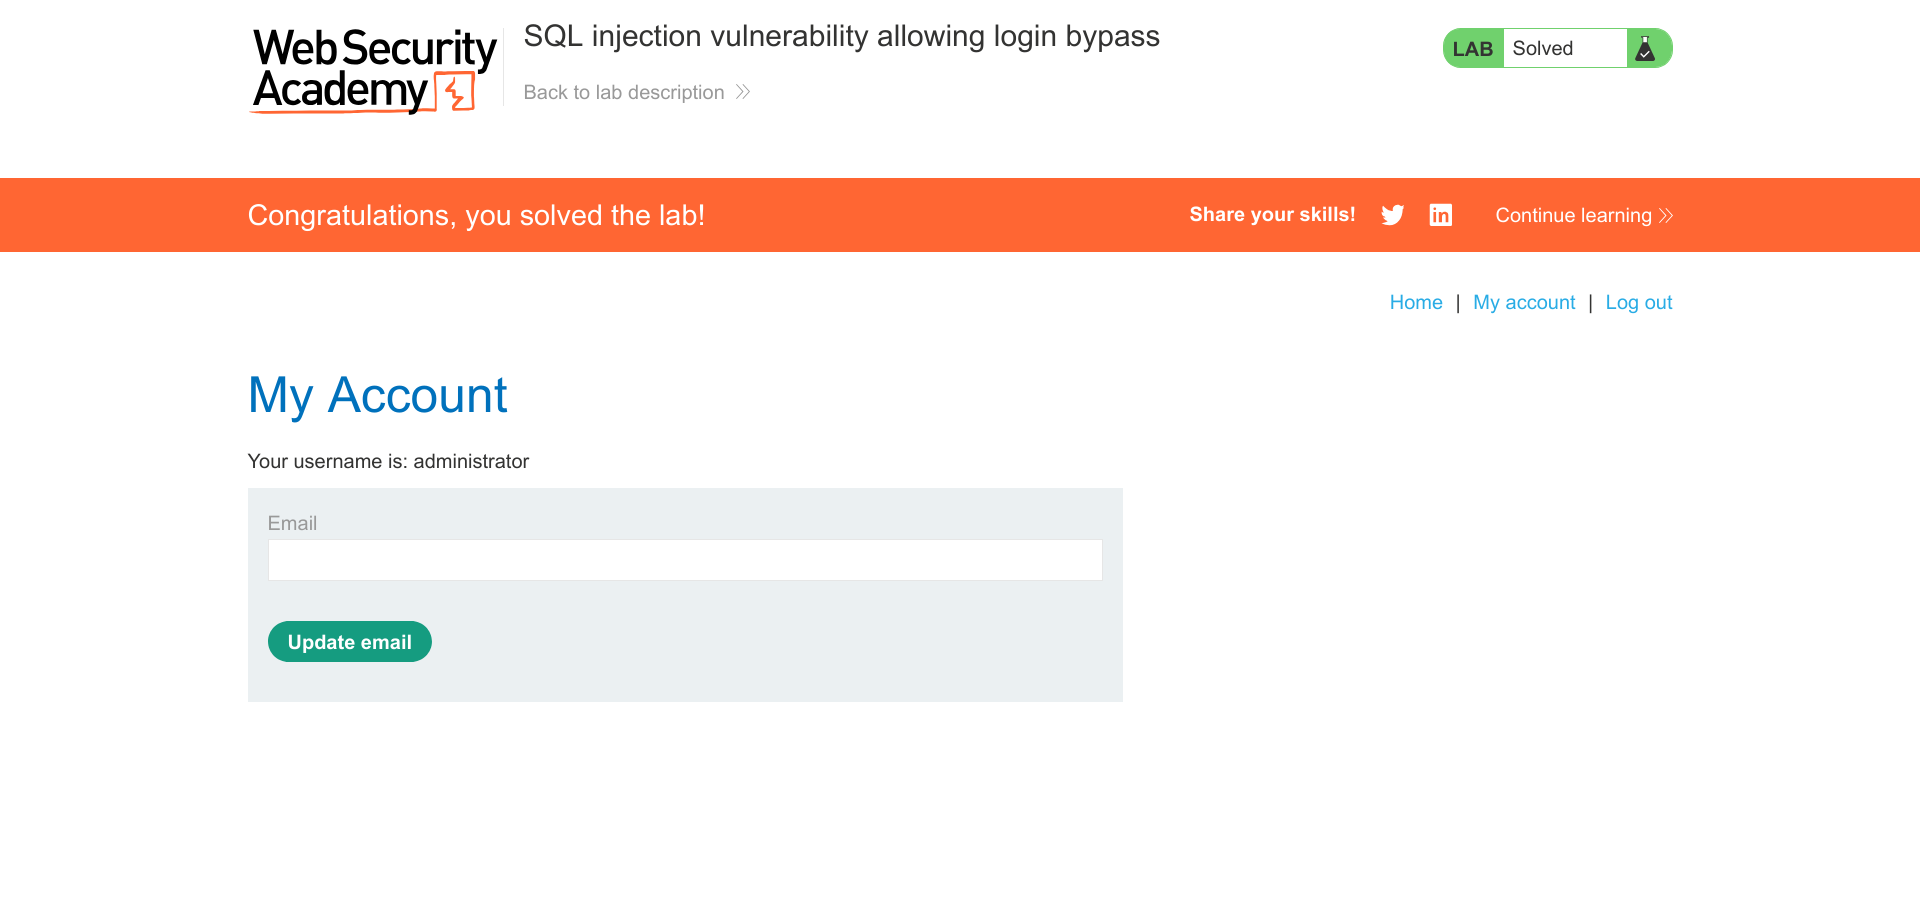 Web Security
Academy
SQL injection vulnerability allowing login bypass
Back to lab description
LAB Solved
Congratulations, you solved the lab!
Share your skills!
in
Continue learning
Home | My account | Log out
My Account
Your username is: administrator
Email
Update email